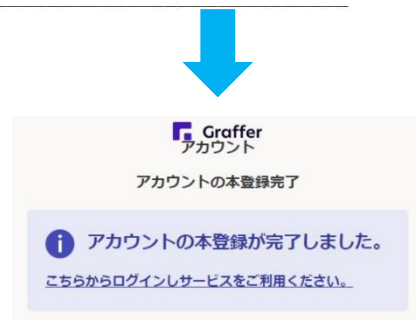 Graffer
アカウント
アカウントの本登録完了
アカウントの本登録が完了しました。
こちらからログインしサービスをご利用ください。